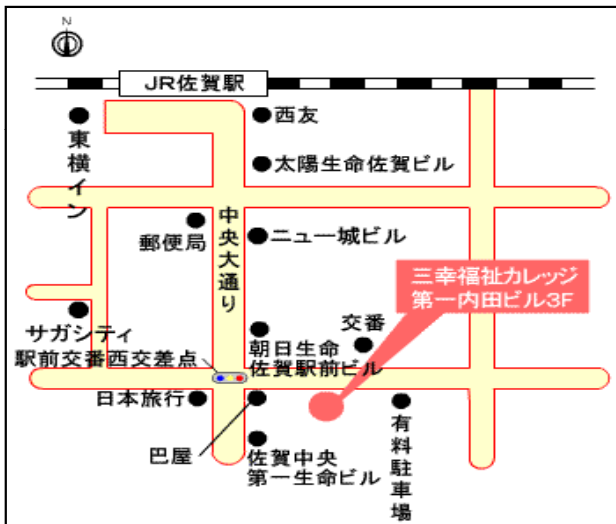 N
JR佐賀駅
西友
東横イン
太陽生命佐賀ビル
中央大通り
郵便局
ニュー城ビル
三幸福祉カレッジ
第一内田ビル3F
サガシティ
交番
朝日生命
佐賀駅前ビル
駅前交番西交差点
日本旅行
巴屋
佐賀中央
第一生命ビル
有料駐車場